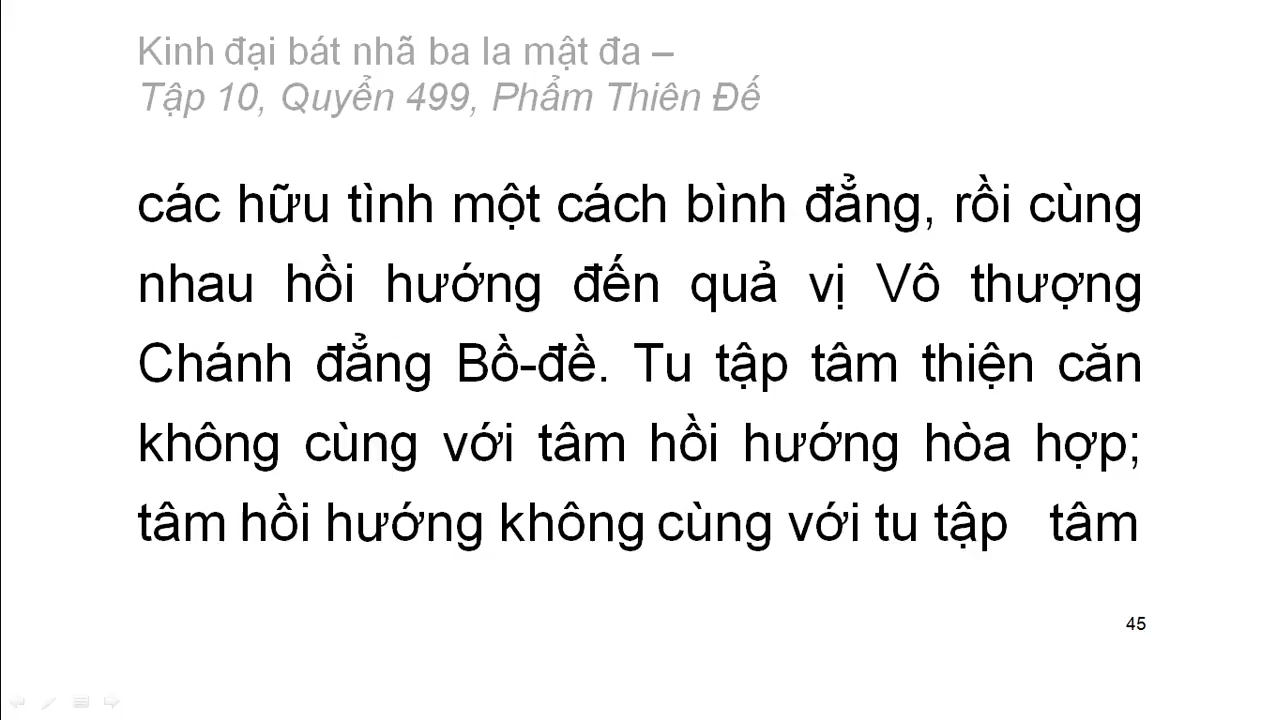 Kinh đại bát nhã ba la mật đa –
Tập 10, Quyển 499, Phẩm Thiên Đế
các hữu tình một cách bình đẳng, rồi cùng
nhau hồi hướng đến quả vị Vô thượng
Chánh đẳng Bồ-đề. Tu tập tâm thiện căn
không cùng với tâm hồi hướng hòa hợp;
tâm hồi hướng không cùng với tu tập tâm
45